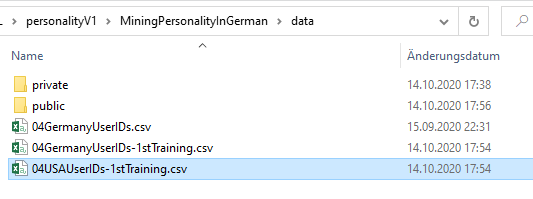 personalityV1 > MiningPersonalityInGerman > data
Name Änderungsdatum
private 14.10.2020 17:38
public 14.10.2020 17:56
04GermanyUserIDs.csv 15.09.2020 22:31
04GermanyUserIDs-1stTraining.csv 14.10.2020 17:54
04USAUserIDs-1stTraining.csv 14.10.2020 17:54